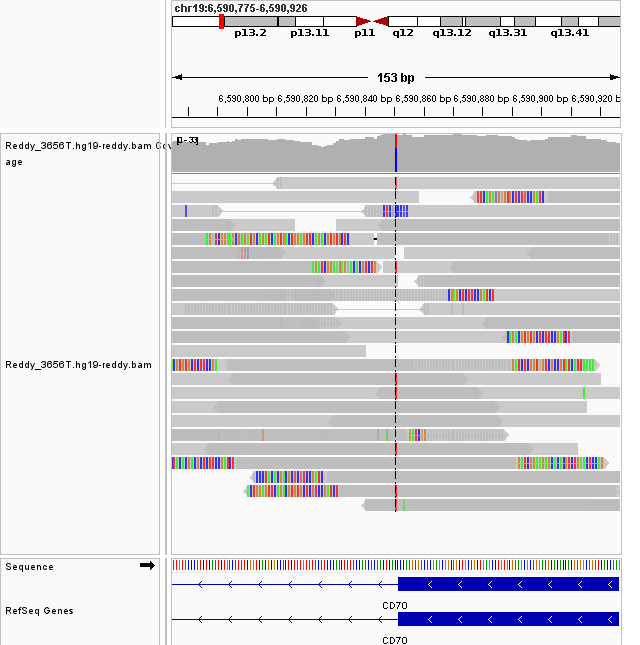 chr19:6,590,775-6,590,926
p13.2 p13.11 p11 q12 q13.12 q13.31 q13.41
153 bp
6,590,800 bp 6,590,820 bp 6,590,840 bp 6,590,860 bp 6,590,880 bp 6,590,900 bp 6,590,920 b
Reddy_3656T.hg19-reddy.bam Cov
age
Reddy_3656T.hg19-reddy.bam
Sequence
CD70
RefSeq Genes
CD70